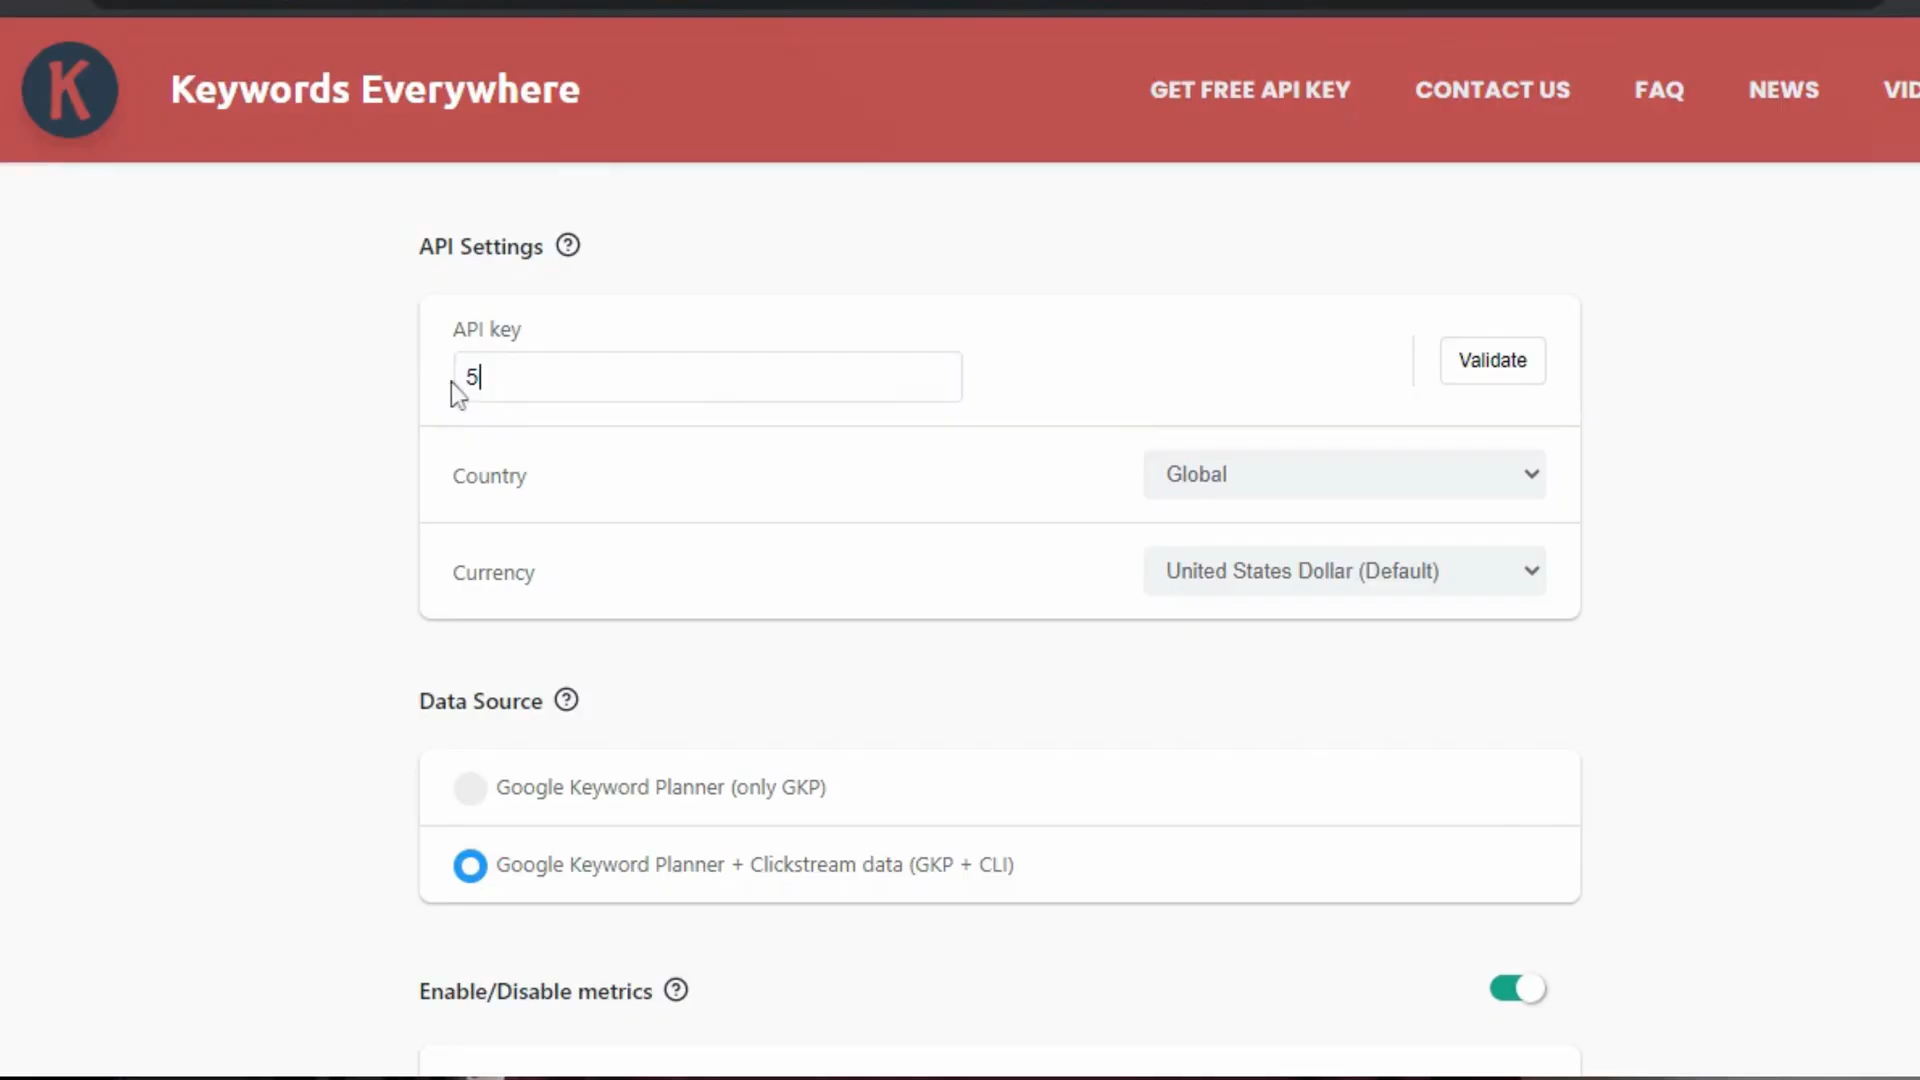 K
Keywords Everywhere
GET FREE API KEY
CONTACT US
FAQ
NEWS
VID
API Settings ?
API key
5
Validate
Country
Global
Currency
United States Dollar (Default)
Data Source ?
Google Keyword Planner (only GKP)
Google Keyword Planner + Clickstream data (GKP + CLI)
Enable/Disable metrics ?